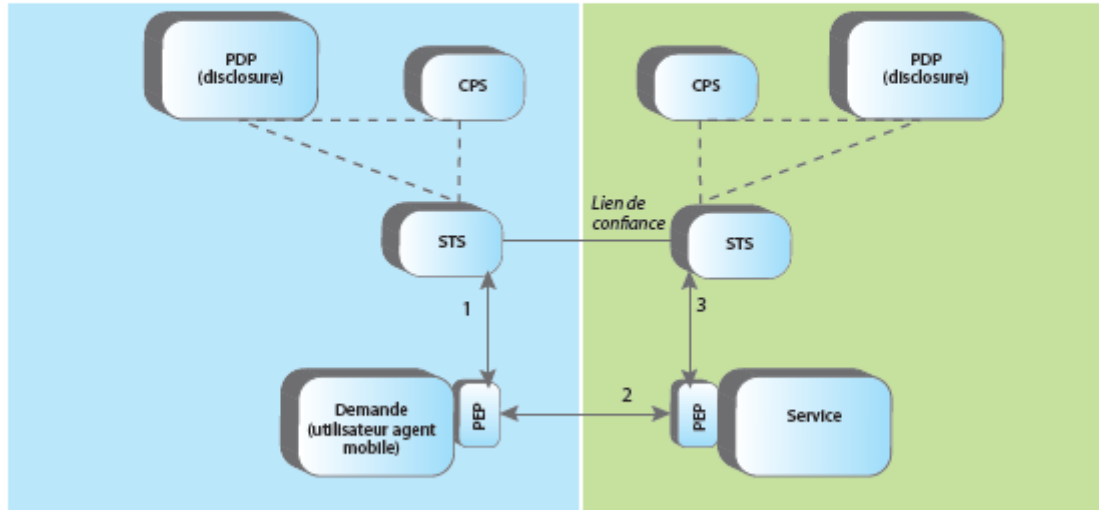 PDP
(disclosure)
CPS
CPS
PDP
(disclosure)
Lien de
confiance
STS
STS
1
3
Demande
(utilisateur agent
mobile)
PEP
2
PEP
Service